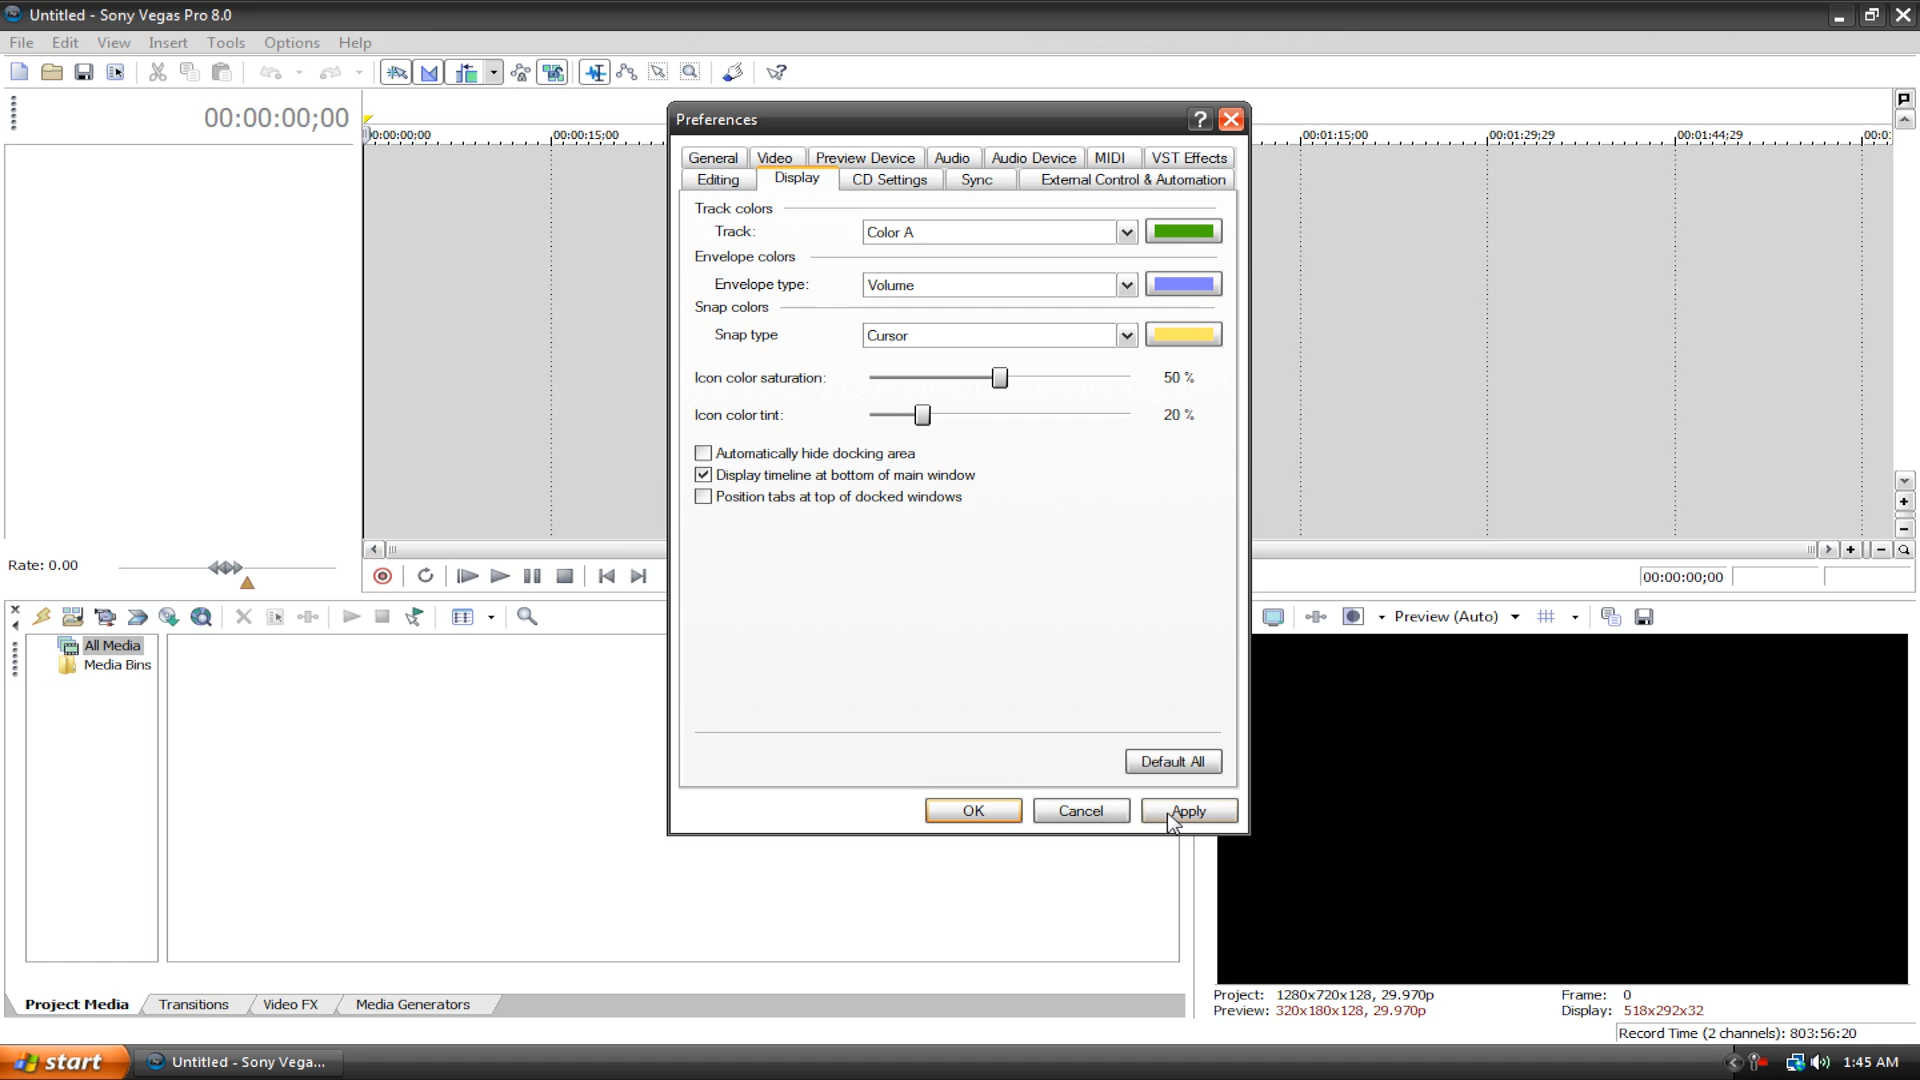 Untitled - Sony Vegas Pro 8.0
File Edit View Insert Tools Options Help
00:00:00;00
00:00:15;00
00:01:15;00
00:01:29;29
00:01:44;29
Preferences
General Video Preview Device Audio Audio Device MIDI VST Effects
Editing Display CD Settings Sync External Control & Automation
Track colors
Track: Color A
Envelope colors
Envelope type: Volume
Snap colors
Snap type Cursor
Icon color saturation: 50 %
Icon color tint: 20 %
Automatically hide docking area
Display timeline at bottom of main window
Position tabs at top of docked windows
Default All
OK Cancel Apply
Rate: 0.00
00:00:00;00
Preview (Auto)
All Media
Media Bins
Project Media Transitions Video FX Media Generators
Project: 1280x720x128, 29.970p Frame: 0
Preview: 320x180x128, 29.970p Display: 518x292x32
Record Time (2 channels): 803:56:20
start Untitled - Sony Vega... 1:45 AM